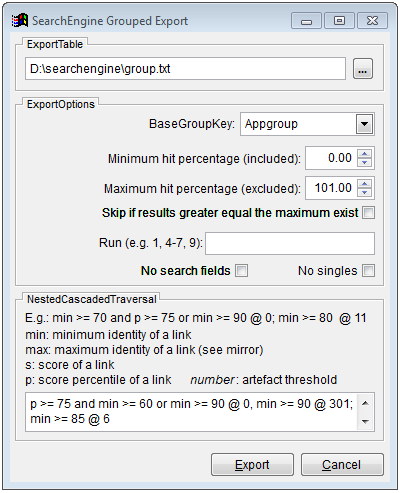 SearchEngine Grouped Export
ExportTable
D:\searchengine\group.txt
...
ExportOptions
BaseGroupKey: Appgroup
Minimum hit percentage (included): 0.00
Maximum hit percentage (excluded): 101.00
Skip if results greater equal the maximum exist
Run (e.g. 1, 4-7, 9):
No search fields No singles
NestedCascadedTraversal
E.g.: min >= 70 and p >= 75 or min >= 90 @ 0; min >= 80 @ 11
min: minimum identity of a link
max: maximum identity of a link (see mirror)
s: score of a link
p: score percentile of a link number: artefact threshold
p >= 75 and min >= 60 or min >= 90 @ 0, min >= 90 @ 301;
min >= 85 @ 6
Export Cancel